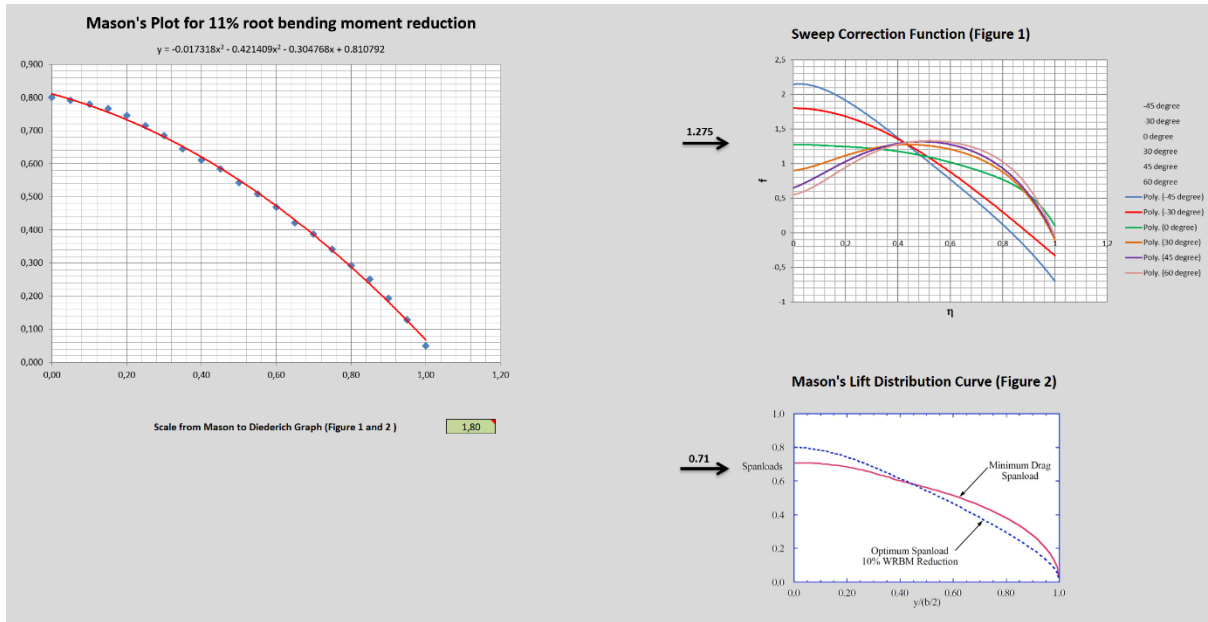 Mason's Plot for 11% root bending moment reduction
y = -0.017318x³ - 0.421409x² - 0.304768x + 0.810792
0,900
0,800
0,700
0,600
0,500
0,400
0,300
0,200
0,100
0,000
0,00 0,20 0,40 0,60 0,80 1,00 1,20
Scale from Mason to Diederich Graph (Figure 1 and 2 ) 1,80
Sweep Correction Function (Figure 1)
1.275
f
2,5
2
1,5
1
0,5
0
-0,5
-1
0 0,2 0,4 0,6 0,8 1 1,2
η
-45 degree
-30 degree
0 degree
30 degree
45 degree
60 degree
Poly. (-45 degree)
Poly. (-30 degree)
Poly. (0 degree)
Poly. (30 degree)
Poly. (45 degree)
Poly. (60 degree)
Mason's Lift Distribution Curve (Figure 2)
0.71
Spanloads
1.0
0.8
0.6
0.4
0.2
0.0
Minimum Drag
Spanload
Optimum Spanload
10% WRBM Reduction
0.0 0.20 0.40 0.60 0.80 1.0
y/(b/2)